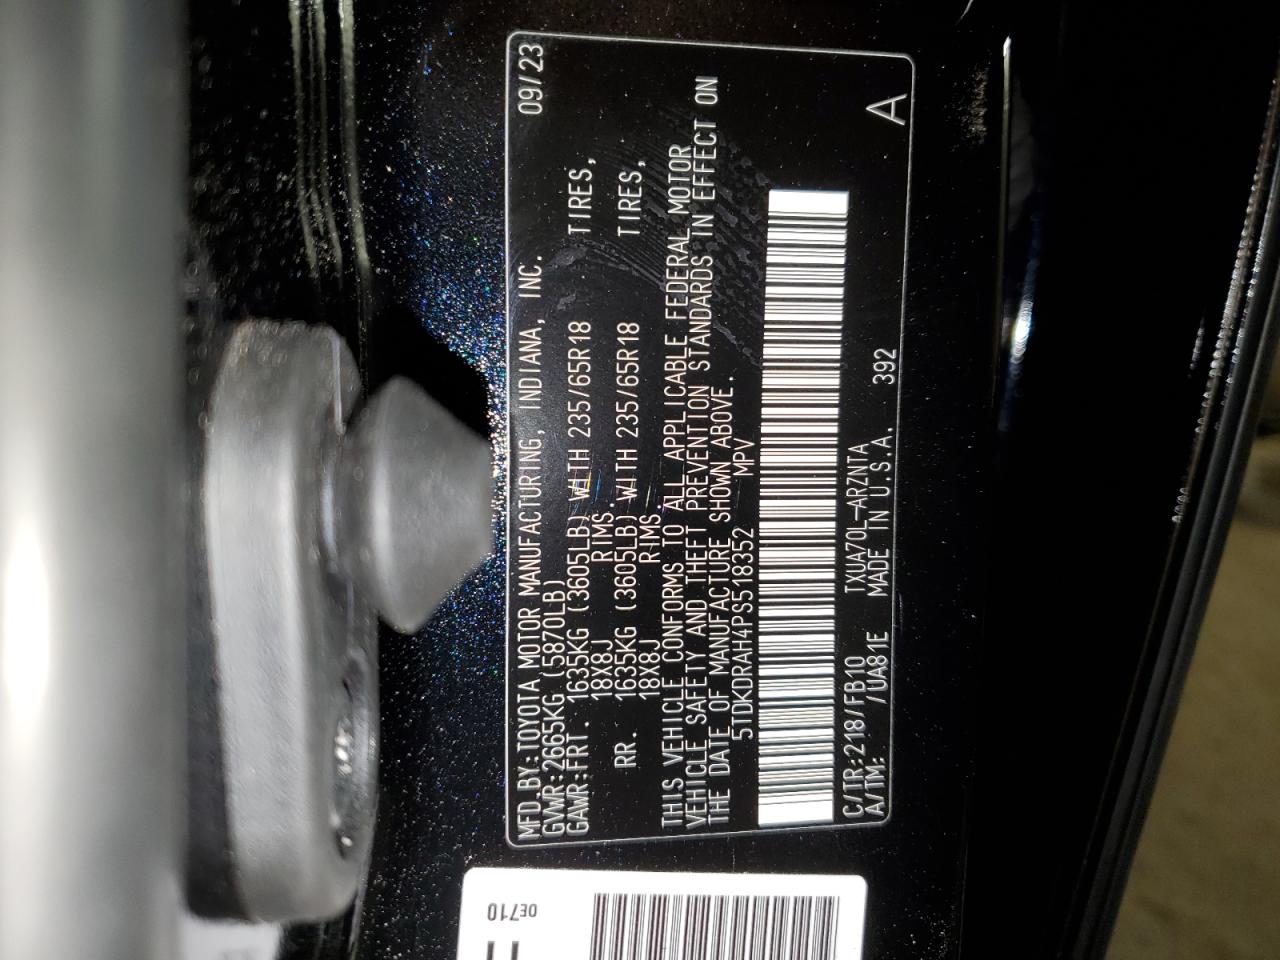 MFD.BY:TOYOTA MOTOR MANUFACTURING, INDIANA, INC. 09/23
GVWR:2665KG (5870LB)
GAWR:FRT. 1635KG (3605LB) WITH 235/65R18 TIRES,
18X8J RIMS.
RR. 1635KG (3605LB) WITH 235/65R18 TIRES,
18X8J RIMS.
THIS VEHICLE CONFORMS TO ALL APPLICABLE FEDERAL MOTOR
VEHICLE SAFETY AND THEFT PREVENTION STANDARDS IN EFFECT ON
THE DATE OF MANUFACTURE SHOWN ABOVE.
5TDKDRAH4PS518352 MPV
C/TR:218/FB10 TXUA70L-ARZNTA
A/TM: /UA81E MADE IN U.S.A. 392 A
0E710